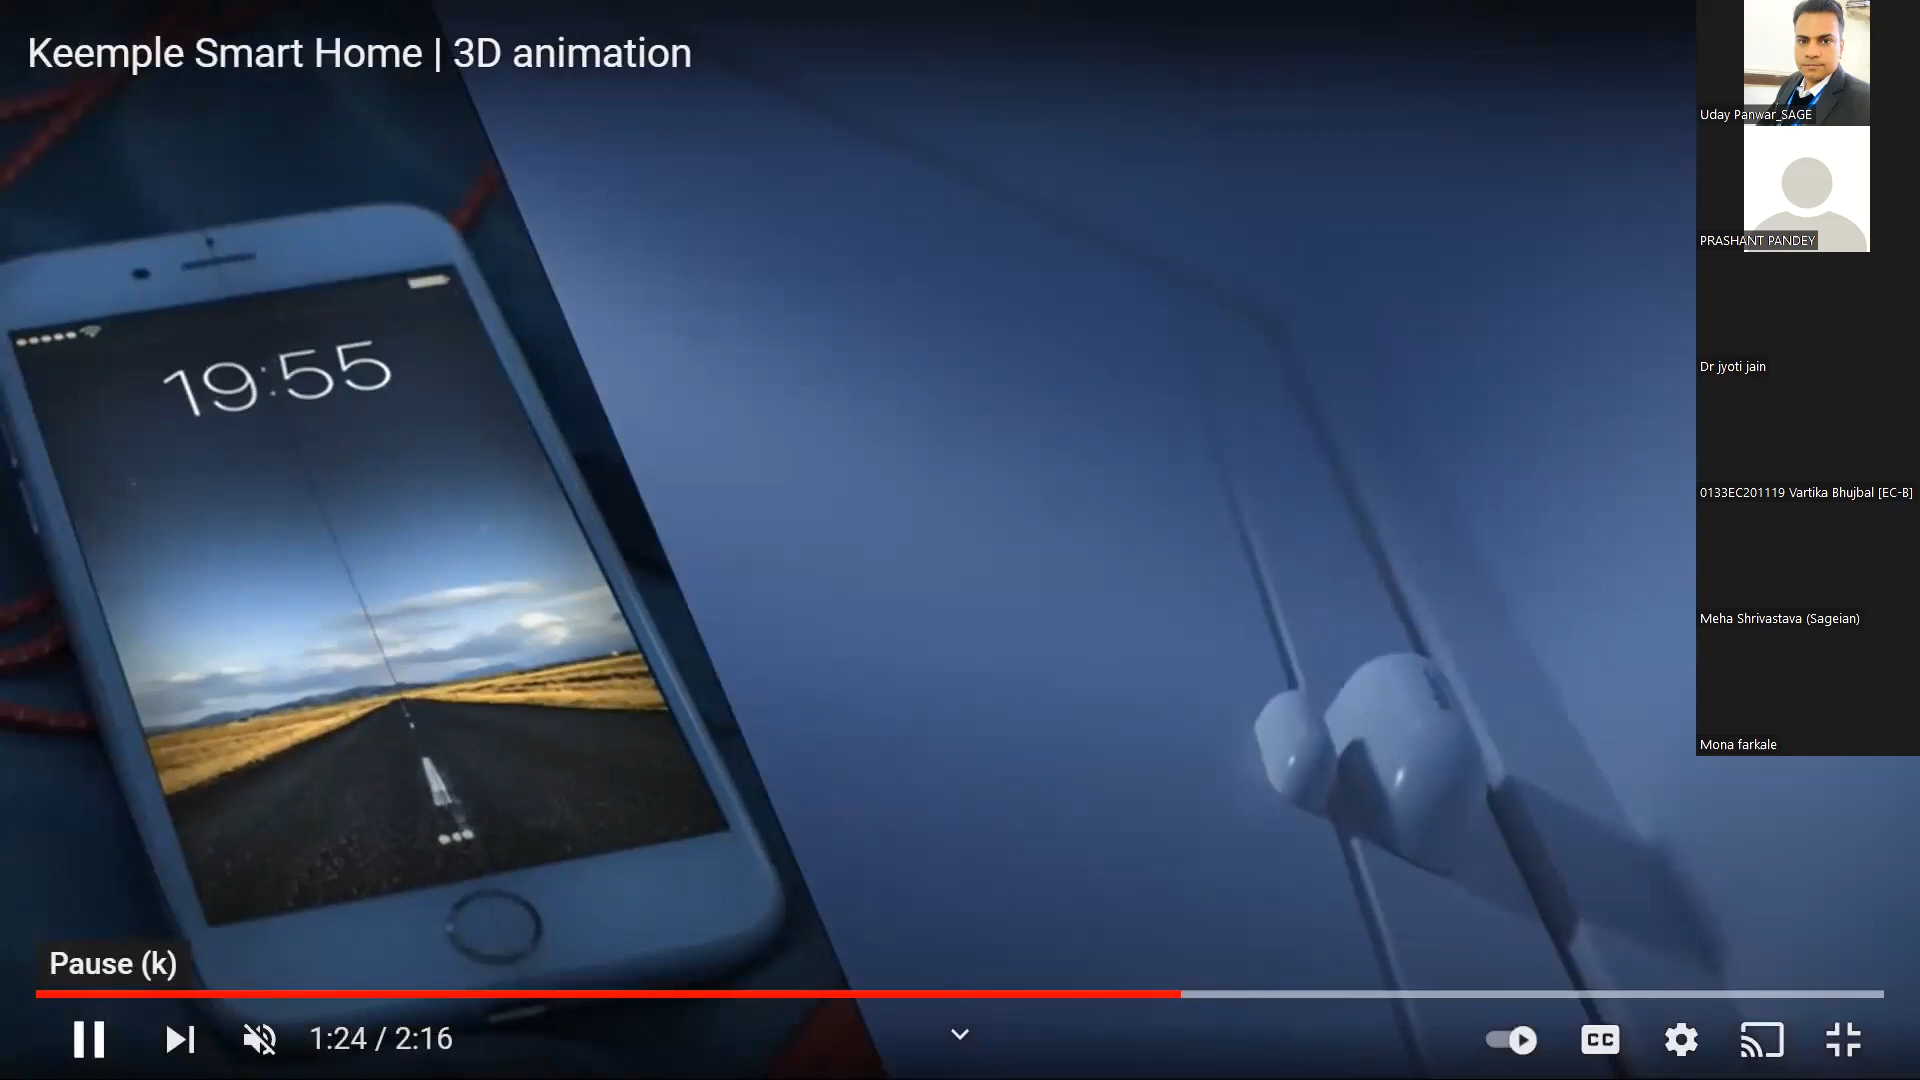 Keemple Smart Home | 3D animation
19:55
Pause (k)
1:24 / 2:16
CC
Uday Panwar_SAGE
PRASHANT PANDEY
Dr jyoti jain
0133EC201119 Vartika Bhujbal [EC-B]
Meha Shrivastava (Sageian)
Mona farkale